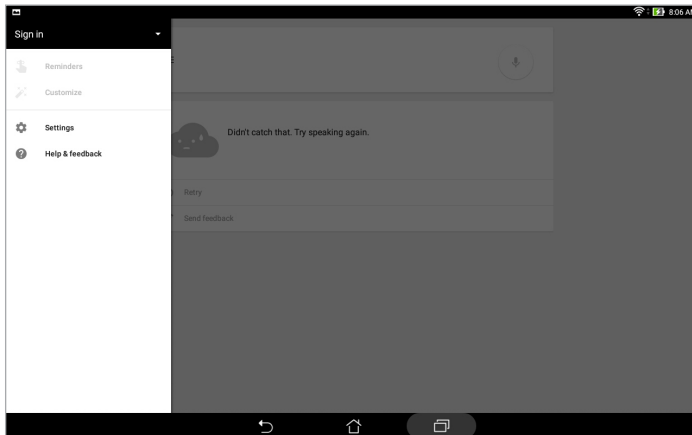 8:06 AM
Sign in
Reminders
Customize
Settings
Help & feedback
Didn't catch that. Try speaking again.
Retry
Send feedback